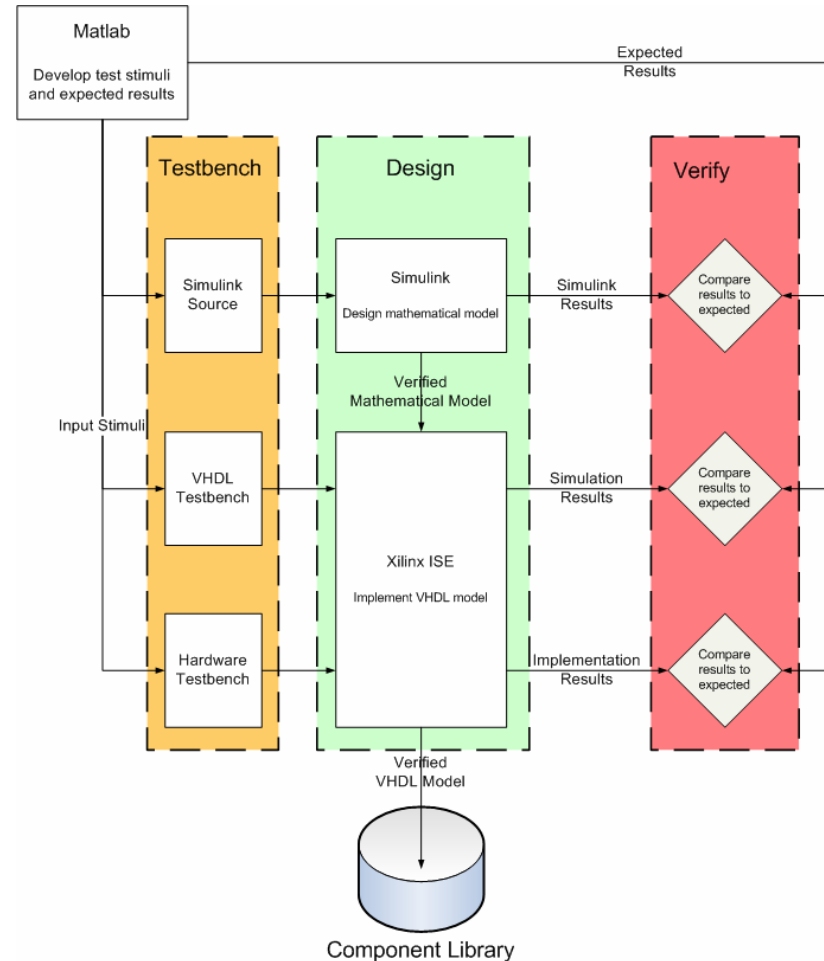 Matlab
Develop test stimuli
and expected results
Expected
Results
Testbench
Design
Verify
Simulink
Source
Simulink
Design mathematical model
Simulink
Results
Compare
results to
expected
Verified
Mathematical Model
Input Stimuli
VHDL
Testbench
Xilinx ISE
Implement VHDL model
Simulation
Results
Compare
results to
expected
Hardware
Testbench
Implementation
Results
Compare
results to
expected
Verified
VHDL Model
Component Library